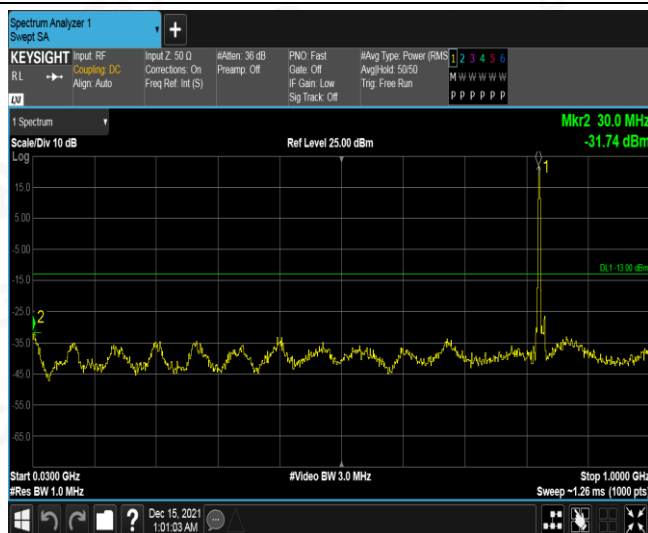 Spectrum Analyzer 1
Swept SA
+
KEYSIGHT
RL
LXI
Input: RF
Coupling: DC
Align: Auto
Input Z: 50 Ω
Corrections: On
Freq Ref: Int (S)
#Atten: 36 dB
Preamp: Off
PNO: Fast
Gate: Off
IF Gain: Low
Sig Track: Off
#Avg Type: Power (RMS
Avg|Hold: 50/50
Trig: Free Run
1 2 3 4 5 6
M W W W W W
P P P P P P
1 Spectrum
Mkr2 30.0 MHz
Scale/Div 10 dB
Ref Level 25.00 dBm
-31.74 dBm
Log
1
15.0
5.00
-5.00
DL1 -13.00 dBm
-15.0
-25.0
2
-35.0
-45.0
-55.0
-65.0
Start 0.0300 GHz
#Video BW 3.0 MHz
Stop 1.0000 GHz
#Res BW 1.0 MHz
Sweep ~1.26 ms (1000 pts)
?
Dec 15, 2021
1:01:03 AM